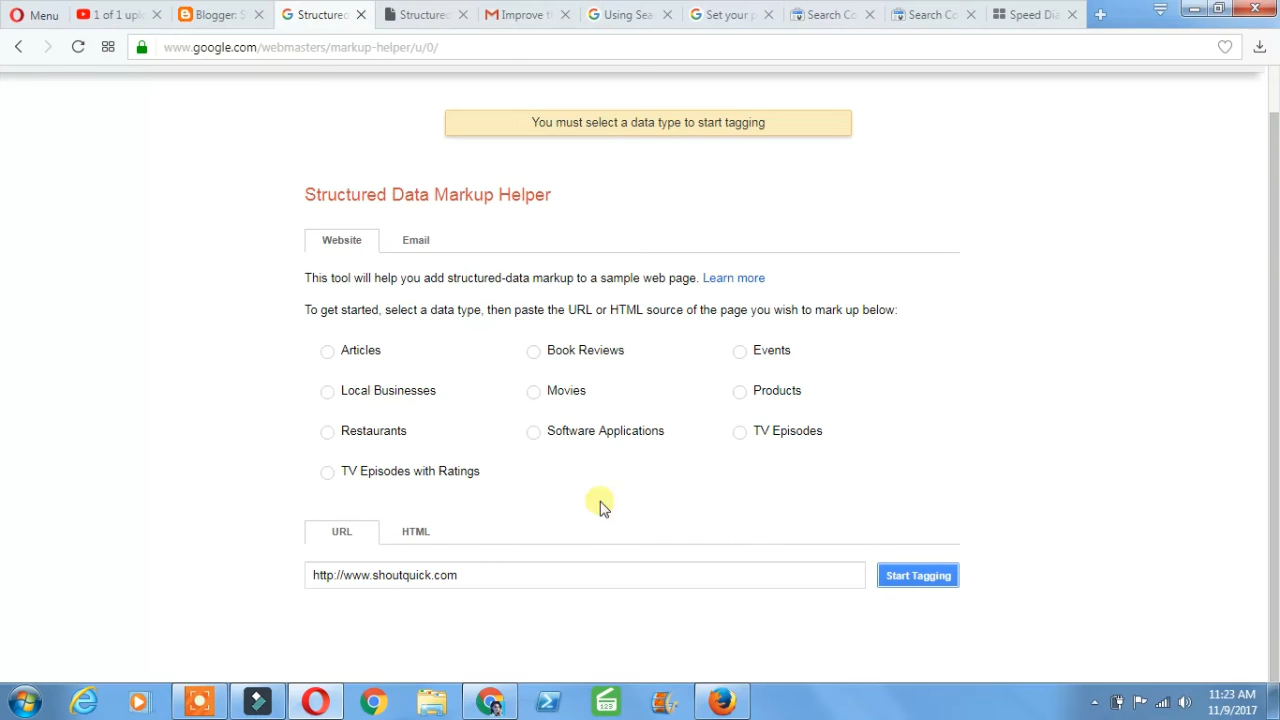 Menu
1 of 1 uplo
Blogger: S
Structured
Structured
Improve t
Using Sea
Set your p
Search Co
Search Co
Speed Dia
www.google.com/webmasters/markup-helper/u/0/
You must select a data type to start tagging
Structured Data Markup Helper
Website Email
This tool will help you add structured-data markup to a sample web page. Learn more
To get started, select a data type, then paste the URL or HTML source of the page you wish to mark up below:
Articles Book Reviews Events
Local Businesses Movies Products
Restaurants Software Applications TV Episodes
TV Episodes with Ratings
URL HTML
http://www.shoutquick.com Start Tagging
123
11:23 AM
11/9/2017